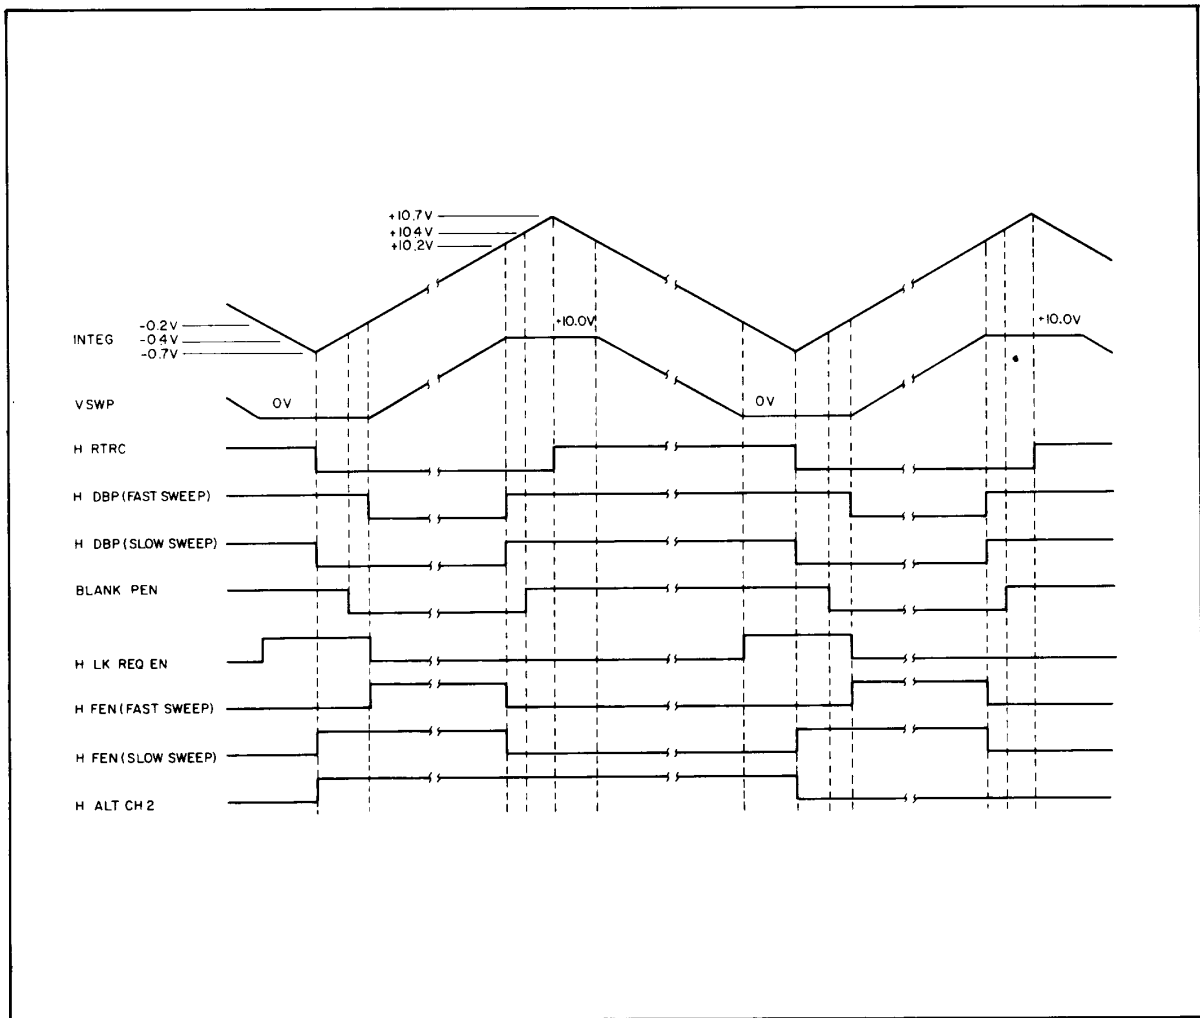 +10.7V
+10.4V
+10.2V
+10.0V
+10.0V
-0.2V
INTEG
-0.4V
-0.7V
VSWP
0V
0V
H RTRC
H DBP (FAST SWEEP)
H DBP (SLOW SWEEP)
BLANK PEN
H LK REQ EN
H FEN (FAST SWEEP)
H FEN (SLOW SWEEP)
H ALT CH 2